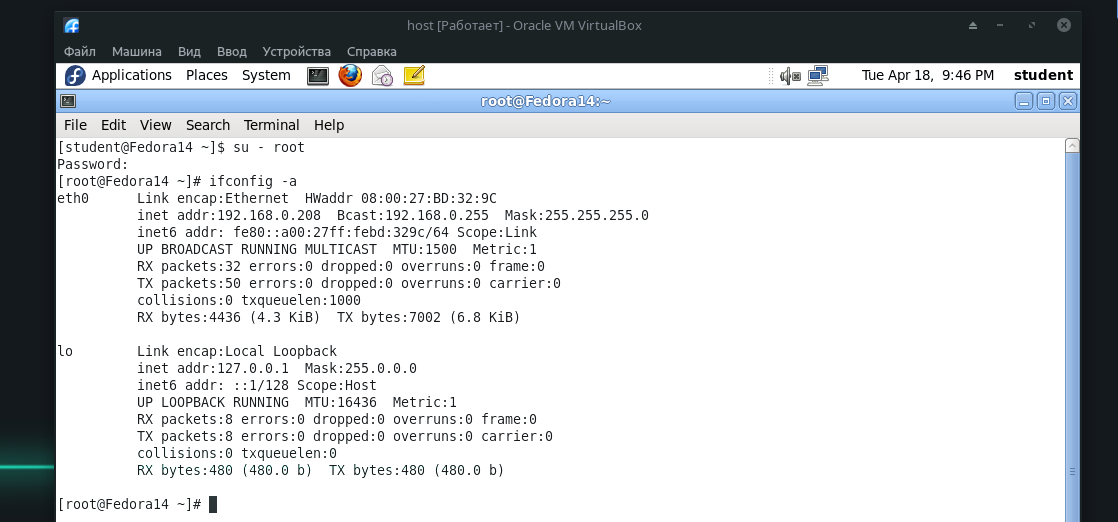 host [Работает] - Oracle VM VirtualBox
Файл Машина Вид Ввод Устройства Справка
Applications Places System Tue Apr 18, 9:46 PM student
root@Fedora14:~
File Edit View Search Terminal Help
[student@Fedora14 ~]$ su - root
Password:
[root@Fedora14 ~]# ifconfig -a
eth0      Link encap:Ethernet  HWaddr 08:00:27:BD:32:9C
          inet addr:192.168.0.208  Bcast:192.168.0.255  Mask:255.255.255.0
          inet6 addr: fe80::a00:27ff:febd:329c/64 Scope:Link
          UP BROADCAST RUNNING MULTICAST  MTU:1500  Metric:1
          RX packets:32 errors:0 dropped:0 overruns:0 frame:0
          TX packets:50 errors:0 dropped:0 overruns:0 carrier:0
          collisions:0 txqueuelen:1000
          RX bytes:4436 (4.3 KiB)  TX bytes:7002 (6.8 KiB)
lo        Link encap:Local Loopback
          inet addr:127.0.0.1  Mask:255.0.0.0
          inet6 addr: ::1/128 Scope:Host
          UP LOOPBACK RUNNING  MTU:16436  Metric:1
          RX packets:8 errors:0 dropped:0 overruns:0 frame:0
          TX packets:8 errors:0 dropped:0 overruns:0 carrier:0
          collisions:0 txqueuelen:0
          RX bytes:480 (480.0 b)  TX bytes:480 (480.0 b)
[root@Fedora14 ~]#